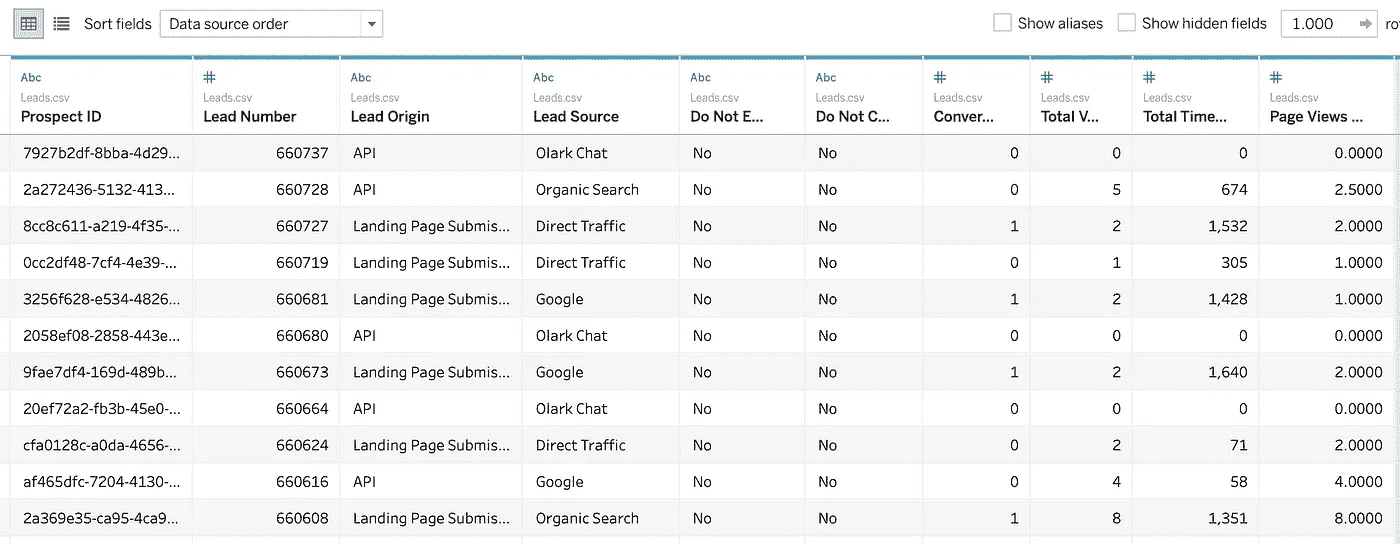 Sort fields Data source order Show aliases Show hidden fields 1.000 ro
Abc # Abc Abc Abc Abc # # # #
Leads.csv Leads.csv Leads.csv Leads.csv Leads.csv Leads.csv Leads.csv Leads.csv Leads.csv Leads.csv
Prospect ID Lead Number Lead Origin Lead Source Do Not E... Do Not C... Conver... Total V... Total Time... Page Views ...
7927b2df-8bba-4d29... 660737 API Olark Chat No No 0 0 0 0.0000
2a272436-5132-413... 660728 API Organic Search No No 0 5 674 2.5000
8cc8c611-a219-4f35-... 660727 Landing Page Submis... Direct Traffic No No 1 2 1,532 2.0000
0cc2df48-7cf4-4e39-... 660719 Landing Page Submis... Direct Traffic No No 0 1 305 1.0000
3256f628-e534-4826... 660681 Landing Page Submis... Google No No 1 2 1,428 1.0000
2058ef08-2858-443e... 660680 API Olark Chat No No 0 0 0 0.0000
9fae7df4-169d-489b... 660673 Landing Page Submis... Google No No 1 2 1,640 2.0000
20ef72a2-fb3b-45e0-... 660664 API Olark Chat No No 0 0 0 0.0000
cfa0128c-a0da-4656-... 660624 Landing Page Submis... Direct Traffic No No 0 2 71 2.0000
af465dfc-7204-4130-... 660616 API Google No No 0 4 58 4.0000
2a369e35-ca95-4ca9... 660608 Landing Page Submis... Organic Search No No 1 8 1,351 8.0000